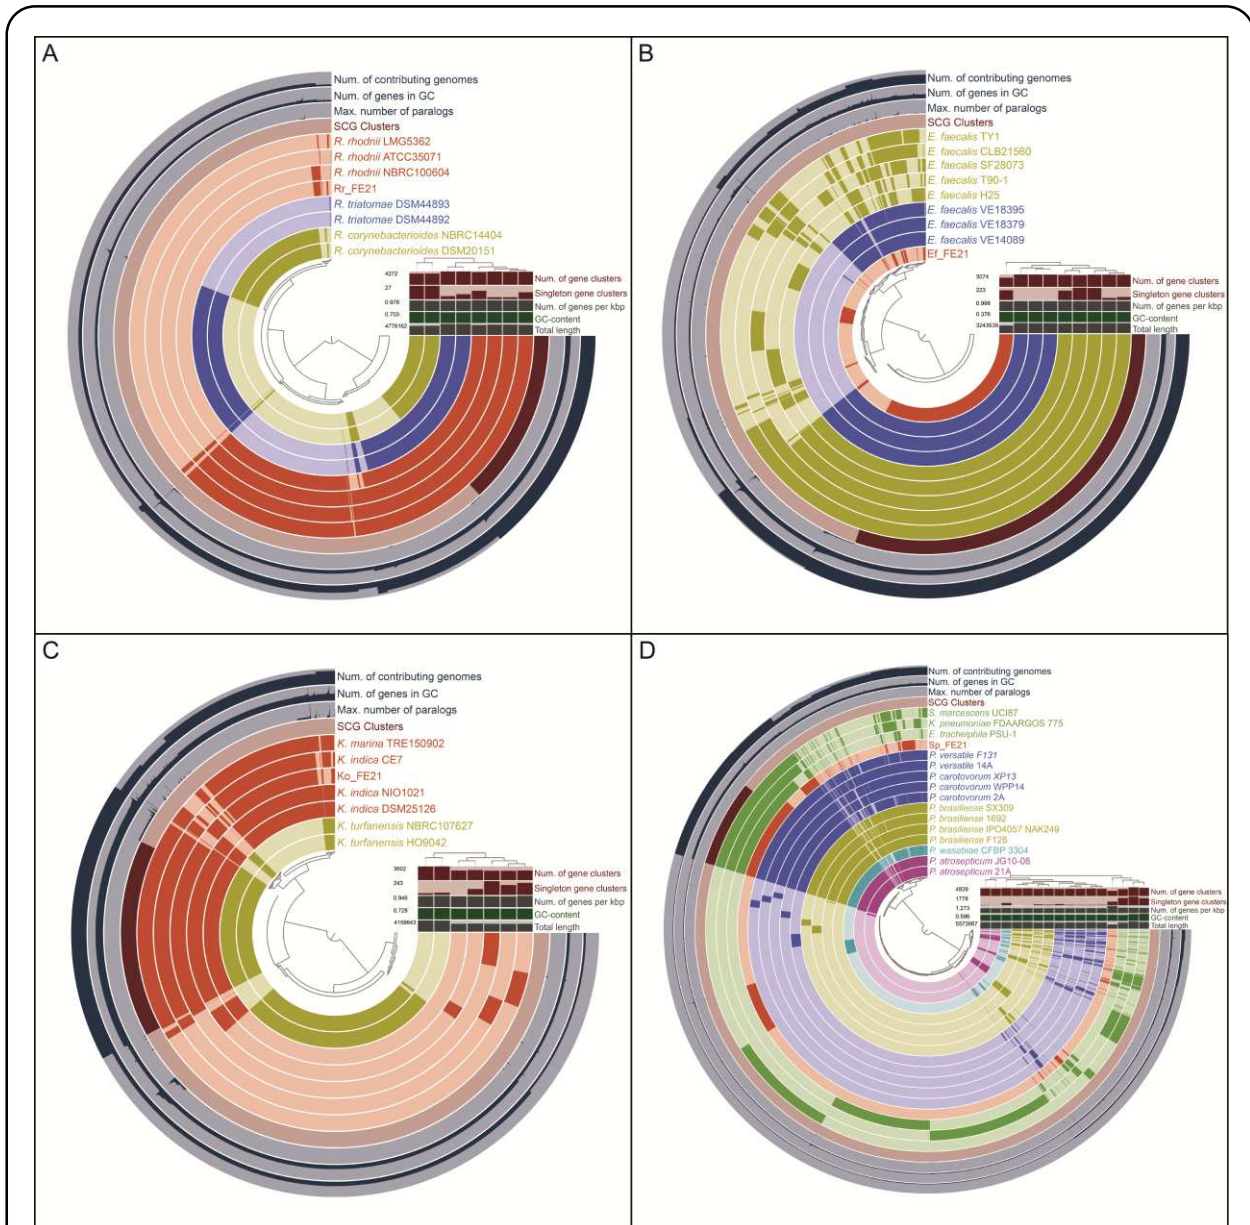 A
Num. of contributing genomes
Num. of genes in GC
Max. number of paralogs
SCG Clusters
R. rhodnii LMG5362
R. rhodnii ATCC35071
R. rhodnii NBRC100604
Rr_FE21
R. triatomae DSM44893
R. triatomae DSM44892
R. corynebacterioides NBRC14404
R. corynebacterioides DSM20151
4272
Num. of gene clusters
27
Singleton gene clusters
0.978
Num. of genes per kbp
0.703
GC-content
4776162
Total length
B
Num. of contributing genomes
Num. of genes in GC
Max. number of paralogs
SCG Clusters
E. faecalis TY1
E. faecalis CLB21560
E. faecalis SF28073
E. faecalis T90-1
E. faecalis H25
E. faecalis VE18395
E. faecalis VE18379
E. faecalis VE14089
Ef_FE21
3074
Num. of gene clusters
223
Singleton gene clusters
0.998
Num. of genes per kbp
0.376
GC-content
3243539
Total length
C
Num. of contributing genomes
Num. of genes in GC
Max. number of paralogs
SCG Clusters
K. marina TRE150902
K. indica CE7
Ko_FE21
K. indica NIO1021
K. indica DSM25126
K. turfanensis NBRC107627
K. turfanensis HO9042
3802
Num. of gene clusters
243
Singleton gene clusters
0.946
Num. of genes per kbp
0.728
GC-content
4159643
Total length
D
Num. of contributing genomes
Num. of genes in GC
Max. number of paralogs
SCG Clusters
S. marcescens UCI87
K. pneumoniae FDAARGOS 775
E. tracheiphila PSU-1
Sp_FE21
P. versatile F131
P. versatile 14A
P. carotovorum XP13
P. carotovorum WPP14
P. carotovorum 2A
P. brasiliense SX309
P. brasiliense 1692
P. brasiliense IPO4057 NAK249
P. brasiliense F126
P. wasabiae CFBP 3304
P. atrosepticum JG10-08
P. atrosepticum 21A
4939
Num. of gene clusters
1778
Singleton gene clusters
1.273
Num. of genes per kbp
0.596
GC-content
5573667
Total length